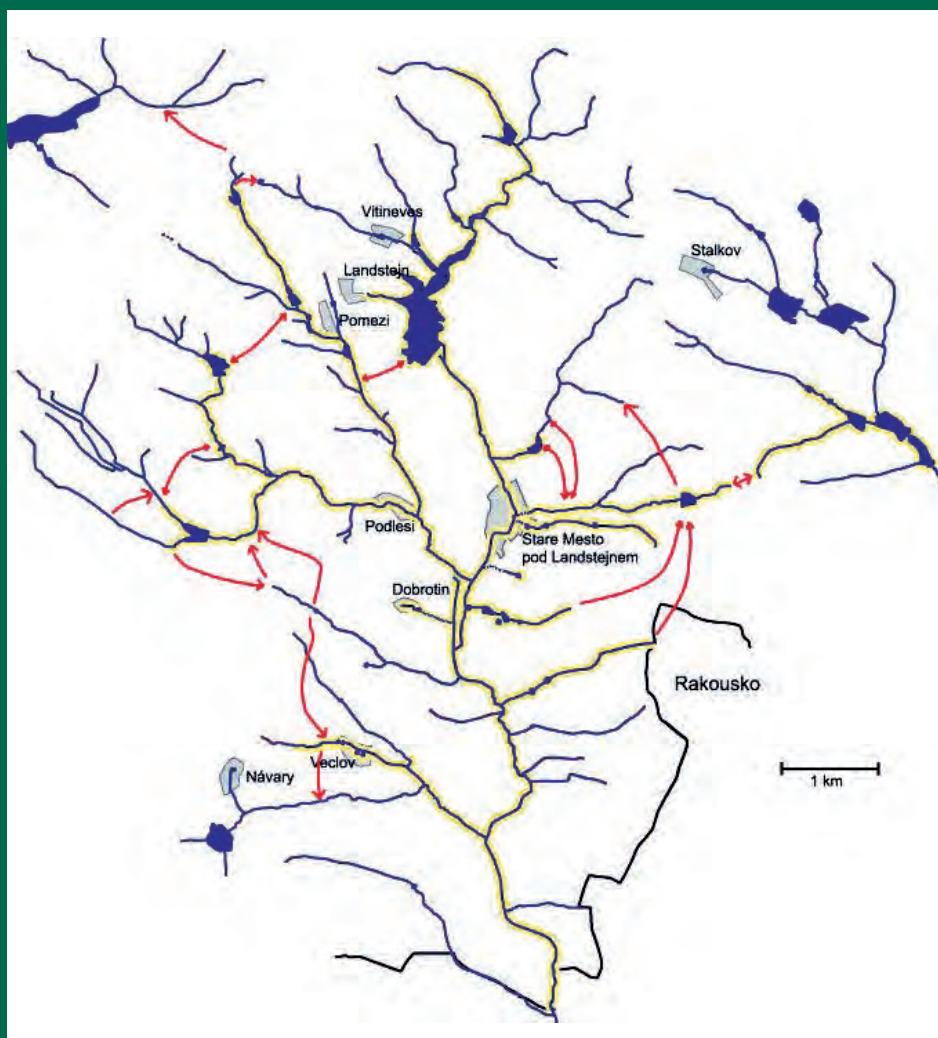 Vitineves
Stalkov
Landstejn
Pomezi
Podlesi
Stare Mesto
pod Landstejnem
Dobrotin
Rakousko
Veclov
Návary
1 km